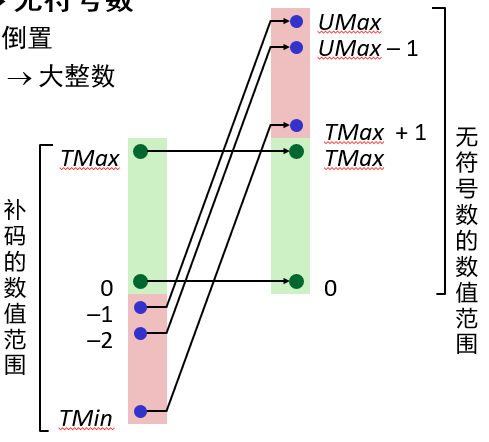 → 无符号数
倒置
→ 大整数
UMax
UMax – 1
TMax + 1
TMax
TMax
0
0
–1
–2
TMin
补码的数值范围
无符号数的数值范围